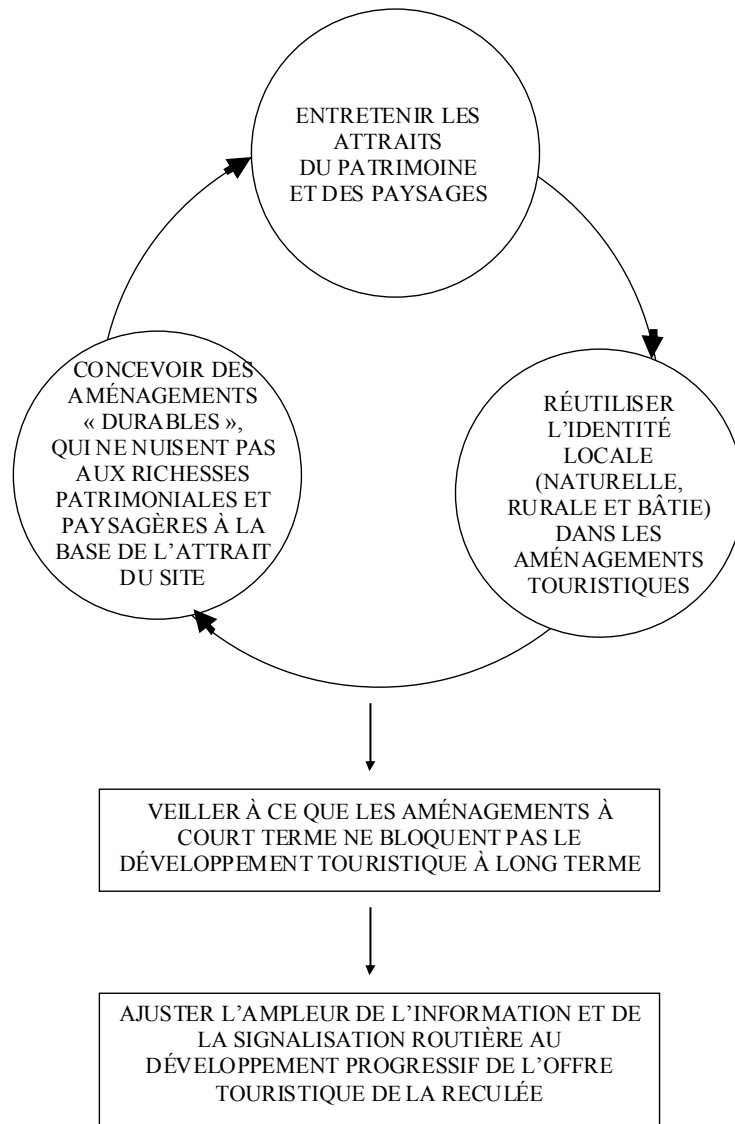 ENTRETENIR LES
ATTRAITS
DU PATRIMOINE
ET DES PAYSAGES
CONCEVOIR DES
AMÉNAGEMENTS
« DURABLES »,
QUI NE NUISENT PAS
AUX RICHESSES
PATRIMONIALES ET
PAYSAGÈRES À LA
BASE DE L’ATTRAIT
DU SITE
RÉUTILISER
L’IDENTITÉ
LOCALE
(NATURELLE,
RURALE ET BÂTIE)
DANS LES
AMÉNAGEMENTS
TOURISTIQUES
VEILLER À CE QUE LES AMÉNAGEMENTS À
COURT TERME NE BLOQUENT PAS LE
DÉVELOPPEMENT TOURISTIQUE À LONG TERME
AJUSTER L’AMPLEUR DE L’INFORMATION ET DE
LA SIGNALISATION ROUTIÈRE AU
DÉVELOPPEMENT PROGRESSIF DE L’OFFRE
TOURISTIQUE DE LA RECULÉE